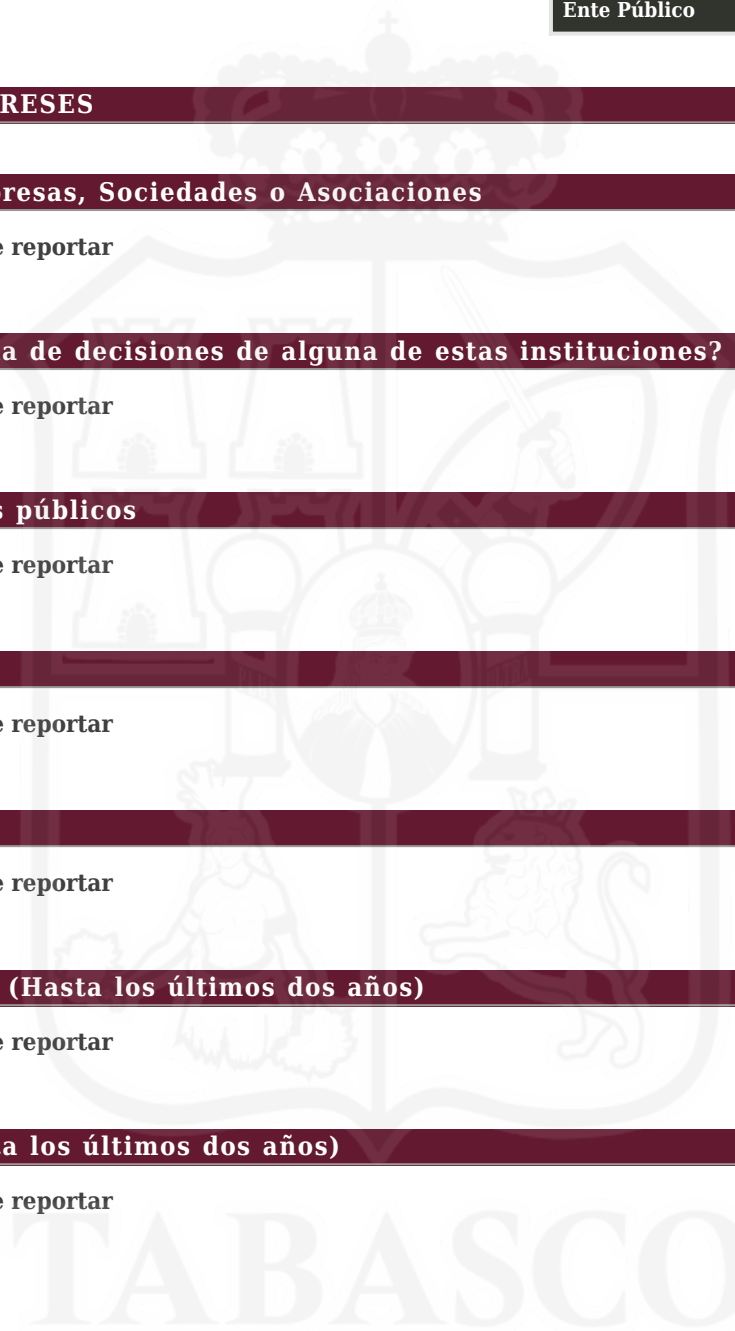 Ente Público
RESES
resas, Sociedades o Asociaciones
e reportar
a de decisiones de alguna de estas instituciones?
e reportar
s públicos
e reportar
e reportar
e reportar
(Hasta los últimos dos años)
e reportar
a los últimos dos años)
e reportar
TABASCO